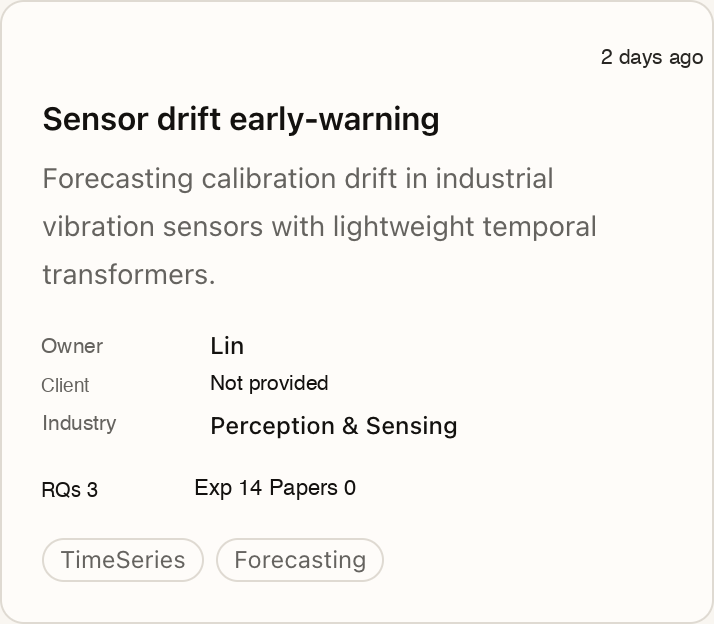 2 days ago
Sensor drift early-warning
Forecasting calibration drift in industrial
vibration sensors with lightweight temporal
transformers.
Owner Lin
Client Not provided
Industry Perception & Sensing
RQs 3 Exp 14 Papers 0
TimeSeries Forecasting